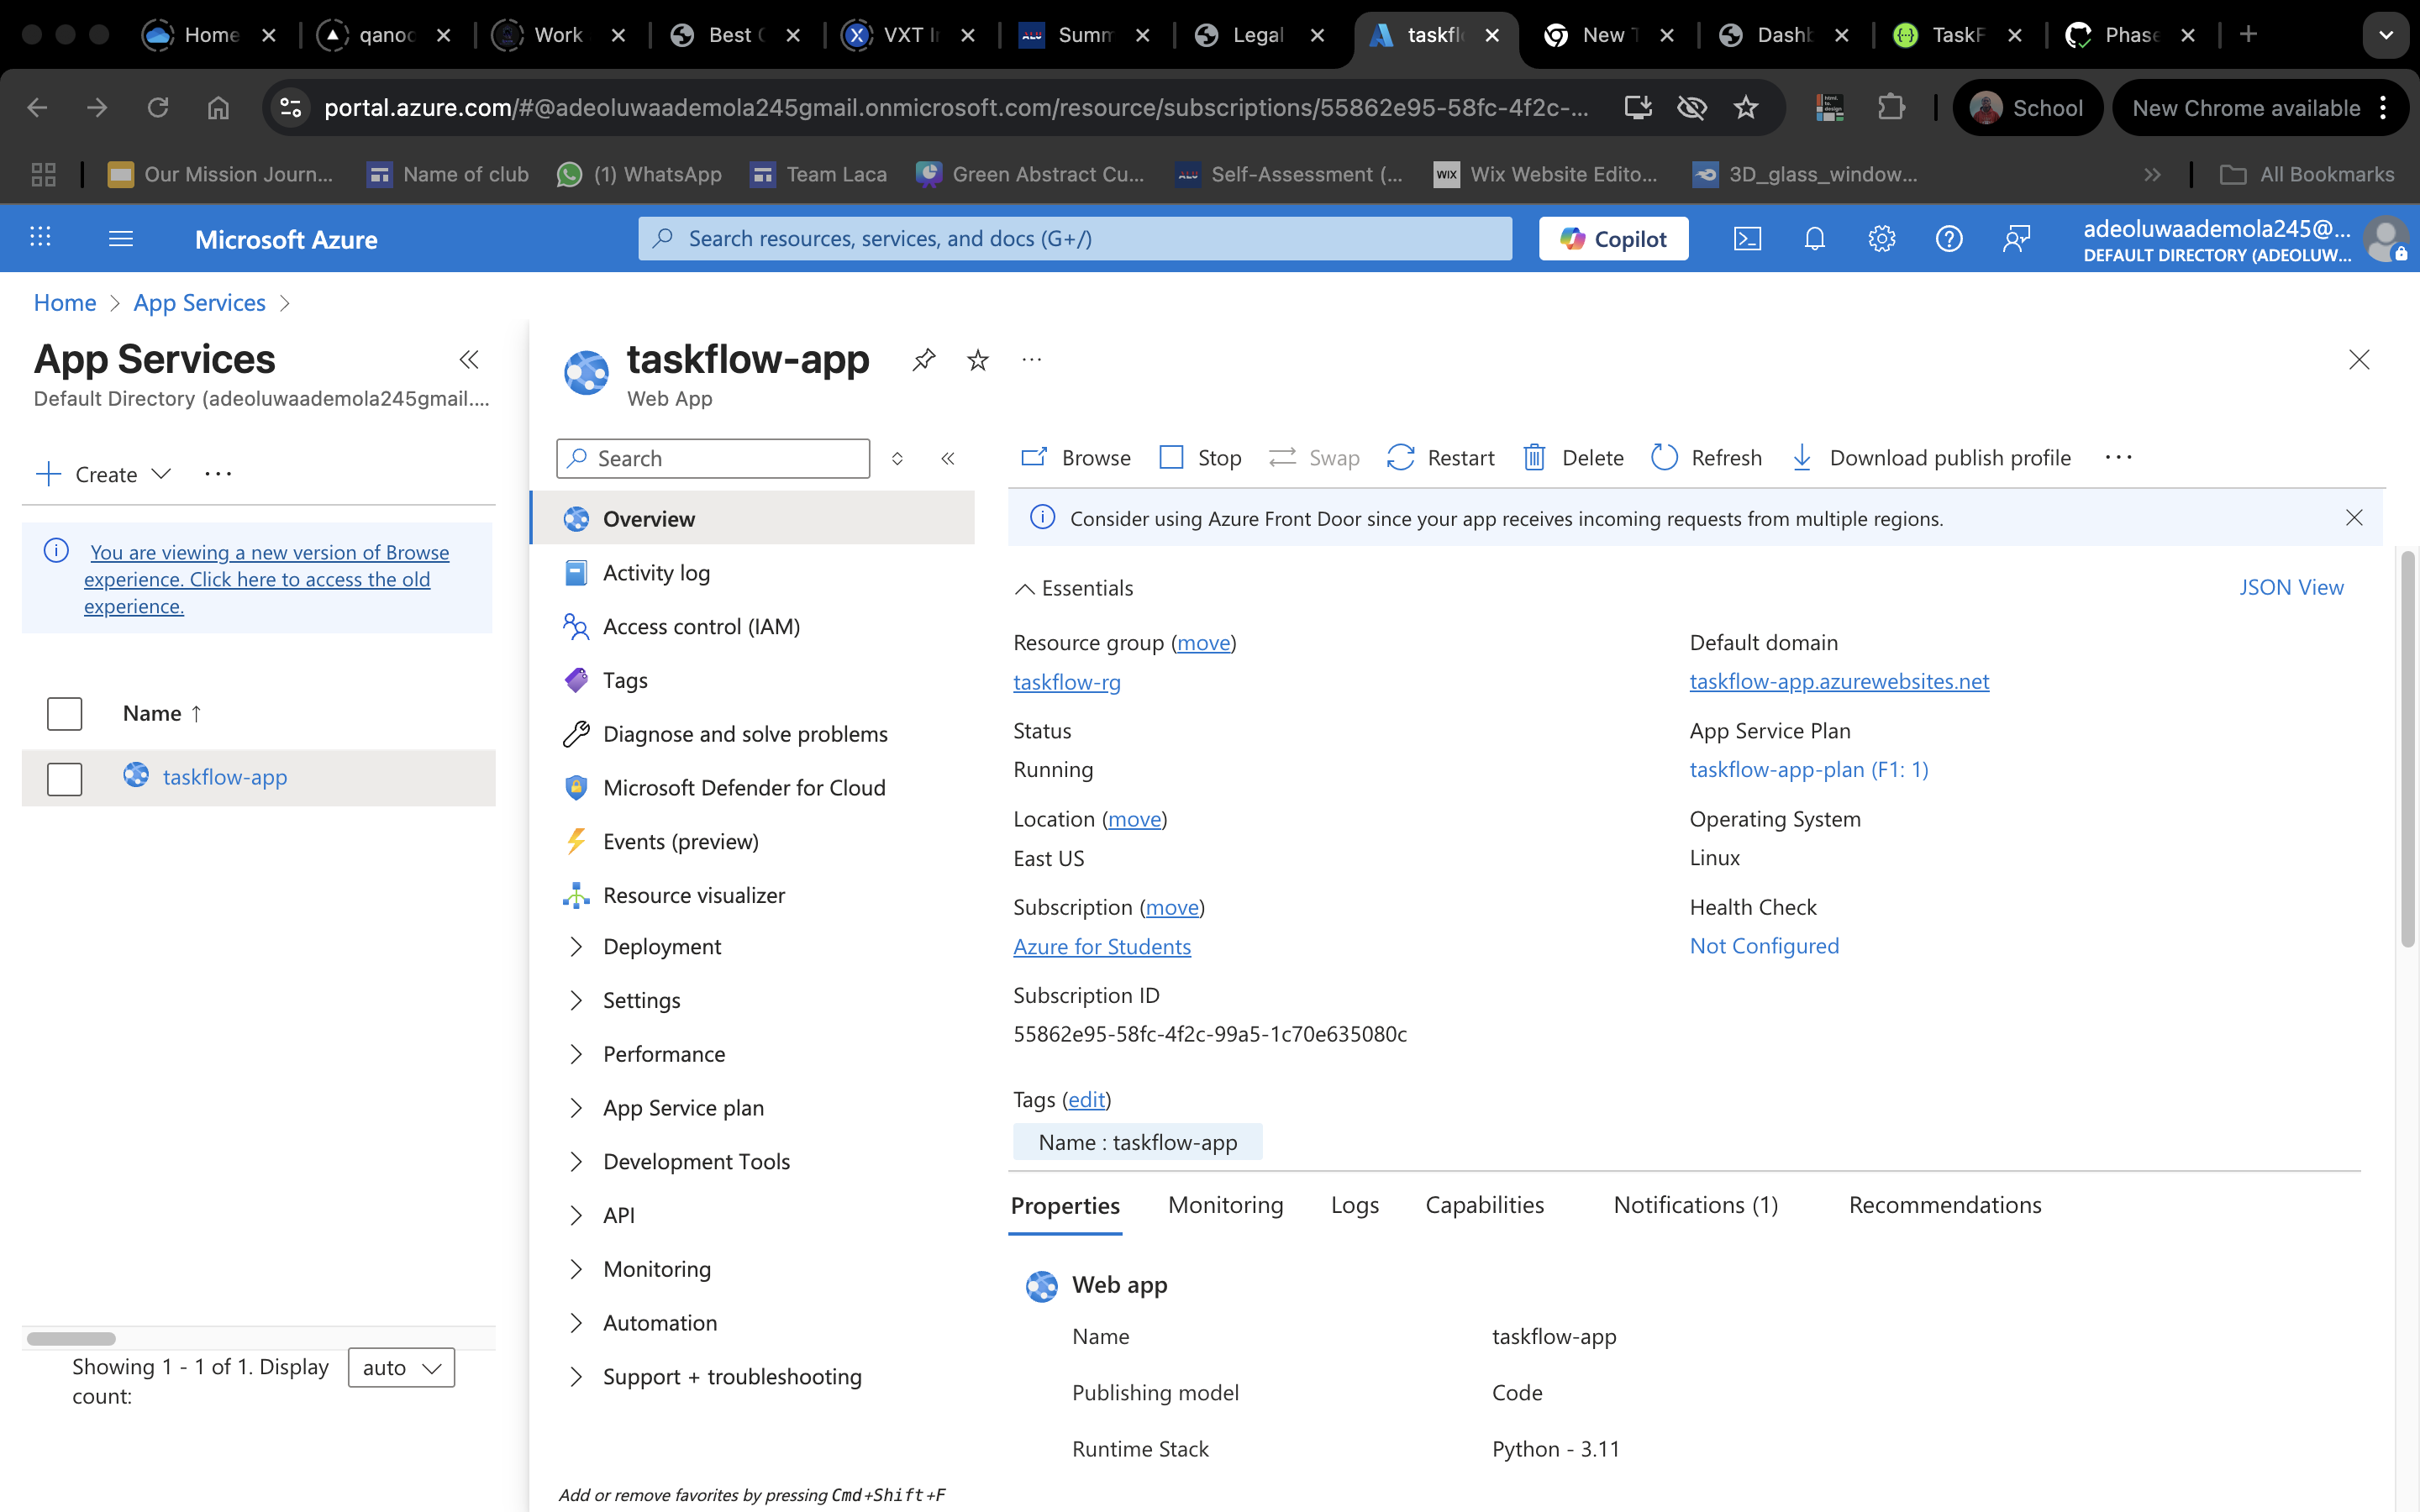 Home
qanoc
Work
Best
VXT I
Summ
Legal
taskfl
New T
Dashb
TaskF
Phase
portal.azure.com/#@adeoluwaademola245gmail.onmicrosoft.com/resource/subscriptions/55862e95-58fc-4f2c-...
School
New Chrome available
Our Mission Journ...
Name of club
(1) WhatsApp
Team Laca
Green Abstract Cu...
Self-Assessment (...
WIX
Wix Website Edito...
3D_glass_window...
All Bookmarks
Microsoft Azure
Search resources, services, and docs (G+/)
Copilot
adeoluwaademola245@...
DEFAULT DIRECTORY (ADEOLUW...
Home > App Services >
App Services
Default Directory (adeoluwaademola245gmail....
Create
You are viewing a new version of Browse
experience. Click here to access the old
experience.
Name ↑
taskflow-app
Showing 1 - 1 of 1. Display
count:
auto
taskflow-app
Web App
Search
Overview
Activity log
Access control (IAM)
Tags
Diagnose and solve problems
Microsoft Defender for Cloud
Events (preview)
Resource visualizer
Deployment
Settings
Performance
App Service plan
Development Tools
API
Monitoring
Automation
Support + troubleshooting
Add or remove favorites by pressing Cmd+Shift+F
Browse
Stop
Swap
Restart
Delete
Refresh
Download publish profile
Consider using Azure Front Door since your app receives incoming requests from multiple regions.
Essentials
JSON View
Resource group (move)
taskflow-rg
Status
Running
Location (move)
East US
Subscription (move)
Azure for Students
Subscription ID
55862e95-58fc-4f2c-99a5-1c70e635080c
Default domain
taskflow-app.azurewebsites.net
App Service Plan
taskflow-app-plan (F1: 1)
Operating System
Linux
Health Check
Not Configured
Tags (edit)
Name : taskflow-app
Properties
Monitoring
Logs
Capabilities
Notifications (1)
Recommendations
Web app
Name
taskflow-app
Publishing model
Code
Runtime Stack
Python - 3.11